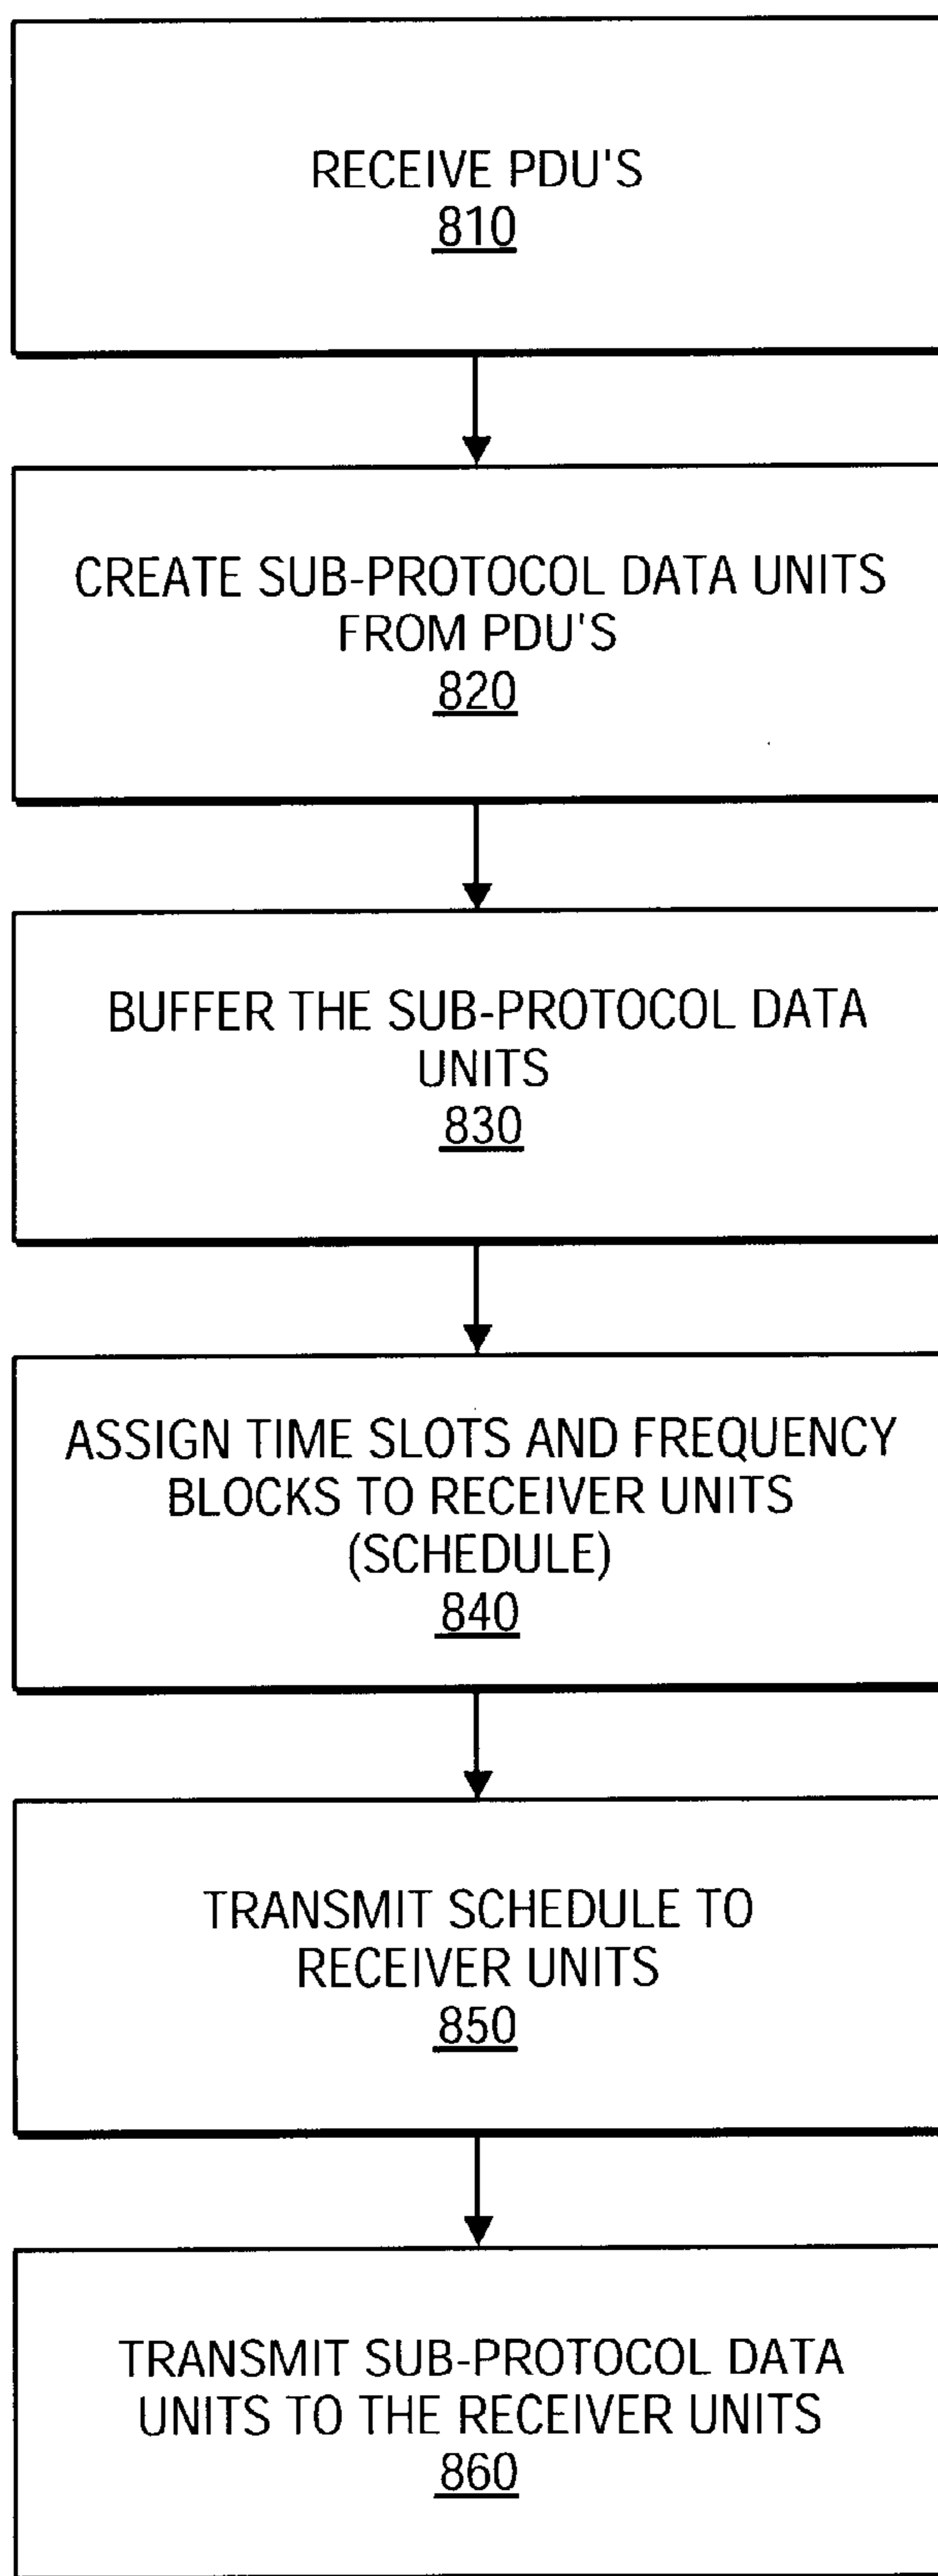 RECEIVE PDU'S
810
CREATE SUB-PROTOCOL DATA UNITS
FROM PDU'S
820
BUFFER THE SUB-PROTOCOL DATA
UNITS
830
ASSIGN TIME SLOTS AND FREQUENCY
BLOCKS TO RECEIVER UNITS
(SCHEDULE)
840
TRANSMIT SCHEDULE TO
RECEIVER UNITS
850
TRANSMIT SUB-PROTOCOL DATA
UNITS TO THE RECEIVER UNITS
860